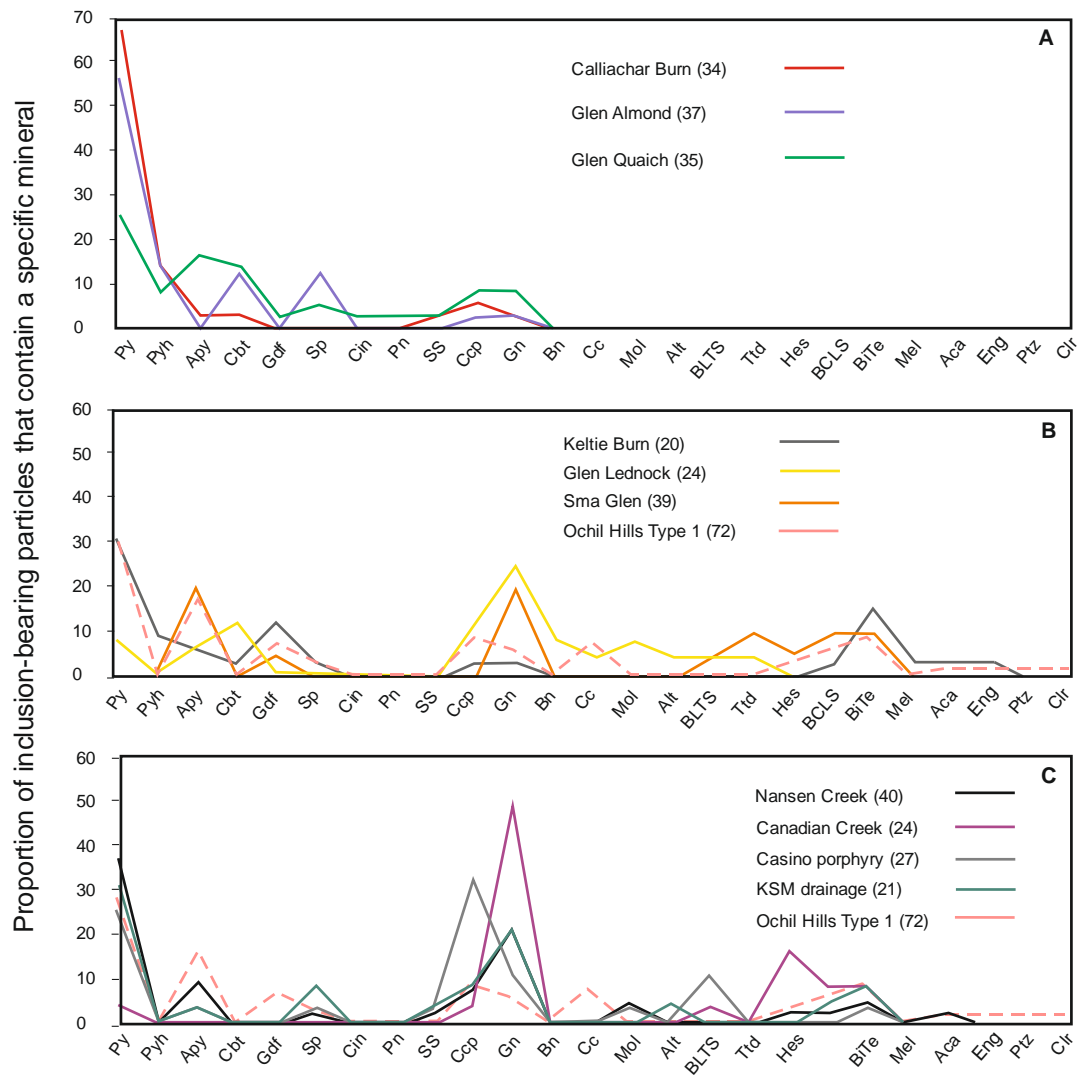 Proportion of inclusion-bearing particles that contain a specific mineral
A
70
60
50
40
30
20
10
0
Calliachar Burn (34)
Glen Almond (37)
Glen Quaich (35)
Py Pyh Apy Cbt Gdf Sp Cin Pn SS Ccp Gn Bn Cc Mol Alt BLTS Ttd Hes BCLS BiTe Mel Aca Eng Ptz Clr
B
60
50
40
30
20
10
0
Keltie Burn (20)
Glen Lednock (24)
Sma Glen (39)
Ochil Hills Type 1 (72)
Py Pyh Apy Cbt Gdf Sp Cin Pn SS Ccp Gn Bn Cc Mol Alt BLTS Ttd Hes BCLS BiTe Mel Aca Eng Ptz Clr
C
60
50
40
30
20
10
0
Nansen Creek (40)
Canadian Creek (24)
Casino porphyry (27)
KSM drainage (21)
Ochil Hills Type 1 (72)
Py Pyh Apy Cbt Gdf Sp Cin Pn SS Ccp Gn Bn Cc Mol Alt BLTS Ttd Hes BiTe Mel Aca Eng Ptz Clr